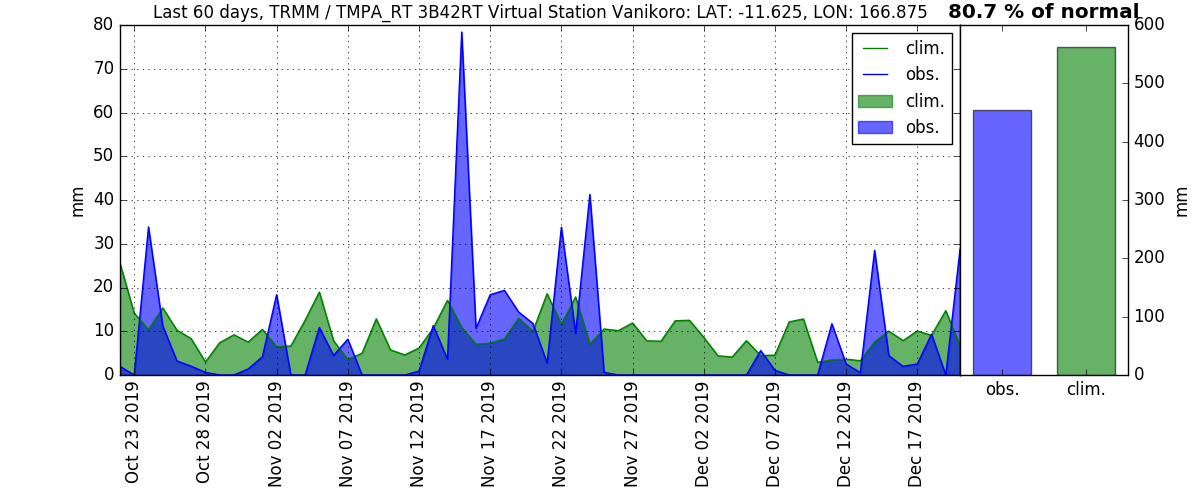 Last 60 days, TRMM / TMPA_RT 3B42RT Virtual Station Vanikoro: LAT: -11.625, LON: 166.875
80.7 % of normal
80
70
60
50
40
30
20
10
0
mm
clim.
obs.
clim.
obs.
Oct 23 2019
Oct 28 2019
Nov 02 2019
Nov 07 2019
Nov 12 2019
Nov 17 2019
Nov 22 2019
Nov 27 2019
Dec 02 2019
Dec 07 2019
Dec 12 2019
Dec 17 2019
600
500
400
300
200
100
0
mm
obs.
clim.